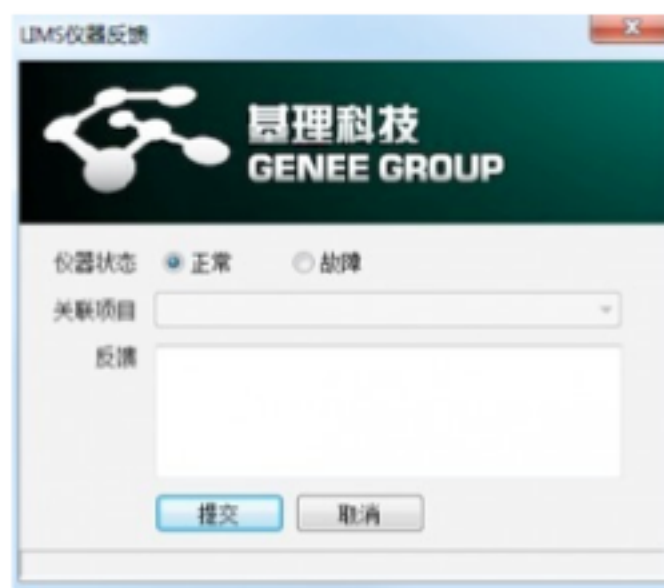 LIMS仪器反馈
基理科技
GENEE GROUP
仪器状态 正常 故障
关联项目
反馈
提交 取消